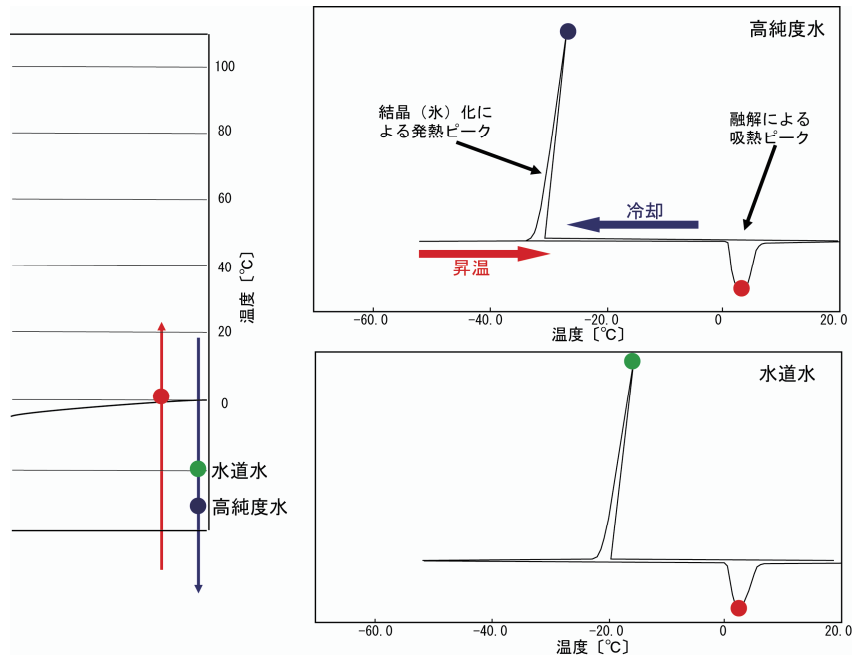 100
80
60
40
20
0
温度〔℃〕
水道水
高純度水
高純度水
結晶（氷）化に
よる発熱ピーク
融解による
吸熱ピーク
冷却
昇温
-60.0
-40.0
-20.0
0
20.0
温度〔℃〕
水道水
-60.0
-40.0
-20.0
0
20.0
温度〔℃〕